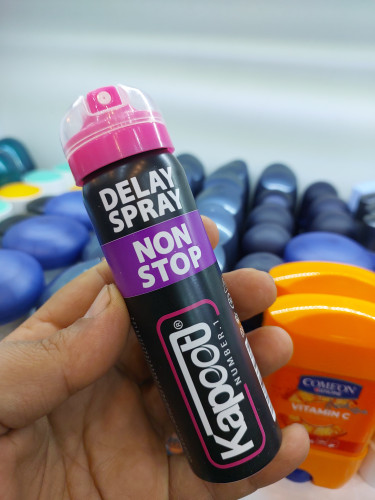 DELAY
SPRAY
NON
STOP
Kapoot®
NUMBER.1
COMEON
VITAMIN C